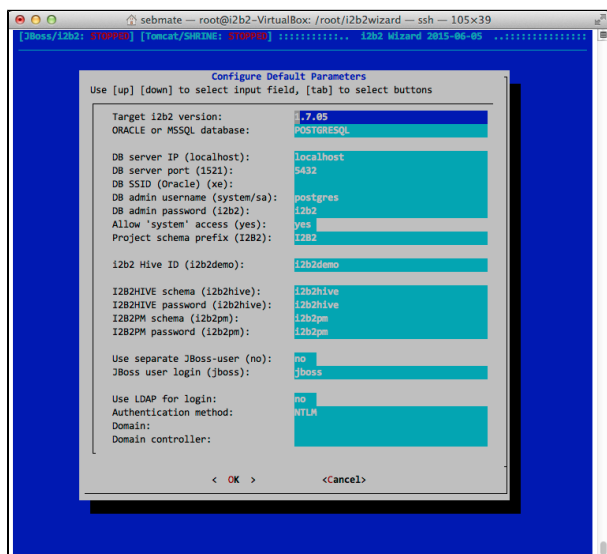 sebmate — root@i2b2-VirtualBox: /root/i2b2wizard — ssh — 105×39
[JBoss/i2b2: STOPPED] [Tomcat/SHRINE: STOPPED] :::::::::::.. i2b2 Wizard 2015-06-05 ..:::::::::::::::
Configure Default Parameters
Use [up] [down] to select input field, [tab] to select buttons
Target i2b2 version: 1.7.05
ORACLE or MSSQL database: POSTGRESQL
DB server IP (localhost): localhost
DB server port (1521): 5432
DB SSID (Oracle) (xe):
DB admin username (system/sa): postgres
DB admin password (i2b2): i2b2
Allow 'system' access (yes): yes
Project schema prefix (I2B2): I2B2
i2b2 Hive ID (i2b2demo): i2b2demo
I2B2HIVE schema (i2b2hive): i2b2hive
I2B2HIVE password (i2b2hive): i2b2hive
I2B2PM schema (i2b2pm): i2b2pm
I2B2PM password (i2b2pm): i2b2pm
Use separate JBoss-user (no): no
JBoss user login (jboss): jboss
Use LDAP for login: no
Authentication method: NTLM
Domain:
Domain controller:
< OK > <Cancel>